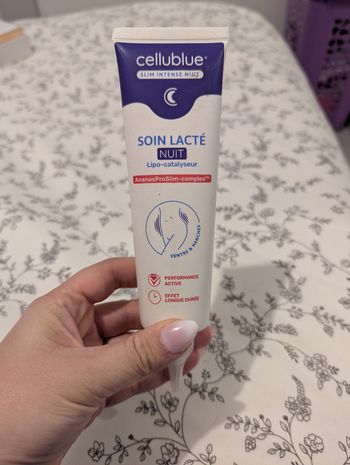 cellublue®
SLIM INTENSE NUIT
SOIN LACTÉ
NUIT
Lipo-catalyseur
AnanasProSlim-complex™
VENTRE & HANCHES
PERFORMANCE
ACTIVE
EFFET
LONGUE DURÉE